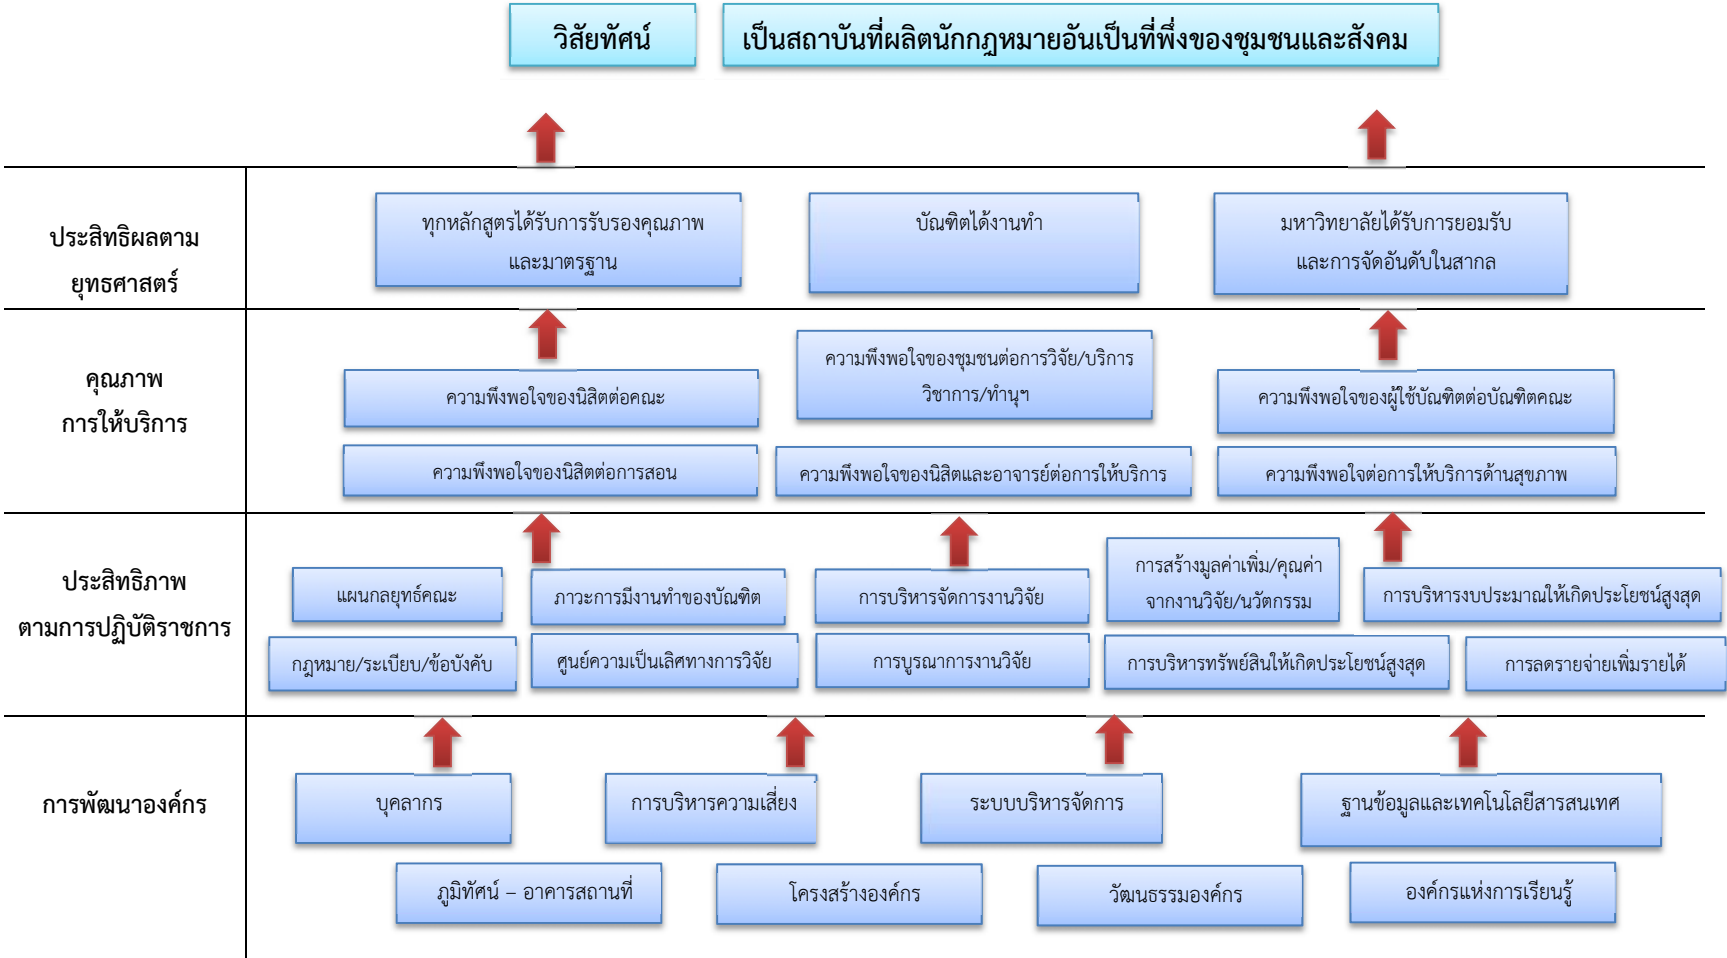 วิสัยทัศน์
เป็นสถาบันที่ผลิตนักกฎหมายอันเป็นที่พึ่งของชุมชนและสังคม
ประสิทธิผลตาม
ยุทธศาสตร์
ทุกหลักสูตรได้รับการรับรองคุณภาพ
และมาตรฐาน
บัณฑิตได้งานทำ
มหาวิทยาลัยได้รับการยอมรับ
และการจัดอันดับในสากล
คุณภาพ
การให้บริการ
ความพึงพอใจของนิสิตต่อคณะ
ความพึงพอใจของชุมชนต่อการวิจัย/บริการ
วิชาการ/ทำนุฯ
ความพึงพอใจของผู้ใช้บัณฑิตต่อบัณฑิตคณะ
ความพึงพอใจของนิสิตต่อการสอน
ความพึงพอใจของนิสิตและอาจารย์ต่อการให้บริการ
ความพึงพอใจต่อการให้บริการด้านสุขภาพ
ประสิทธิภาพ
ตามการปฏิบัติราชการ
แผนกลยุทธ์คณะ
ภาวะการมีงานทำของบัณฑิต
การบริหารจัดการงานวิจัย
การสร้างมูลค่าเพิ่ม/คุณค่า
จากงานวิจัย/นวัตกรรม
การบริหารงบประมาณให้เกิดประโยชน์สูงสุด
กฎหมาย/ระเบียบ/ข้อบังคับ
ศูนย์ความเป็นเลิศทางการวิจัย
การบูรณาการงานวิจัย
การบริหารทรัพย์สินให้เกิดประโยชน์สูงสุด
การลดรายจ่ายเพิ่มรายได้
การพัฒนาองค์กร
บุคลากร
การบริหารความเสี่ยง
ระบบบริหารจัดการ
ฐานข้อมูลและเทคโนโลยีสารสนเทศ
ภูมิทัศน์ – อาคารสถานที่
โครงสร้างองค์กร
วัฒนธรรมองค์กร
องค์กรแห่งการเรียนรู้